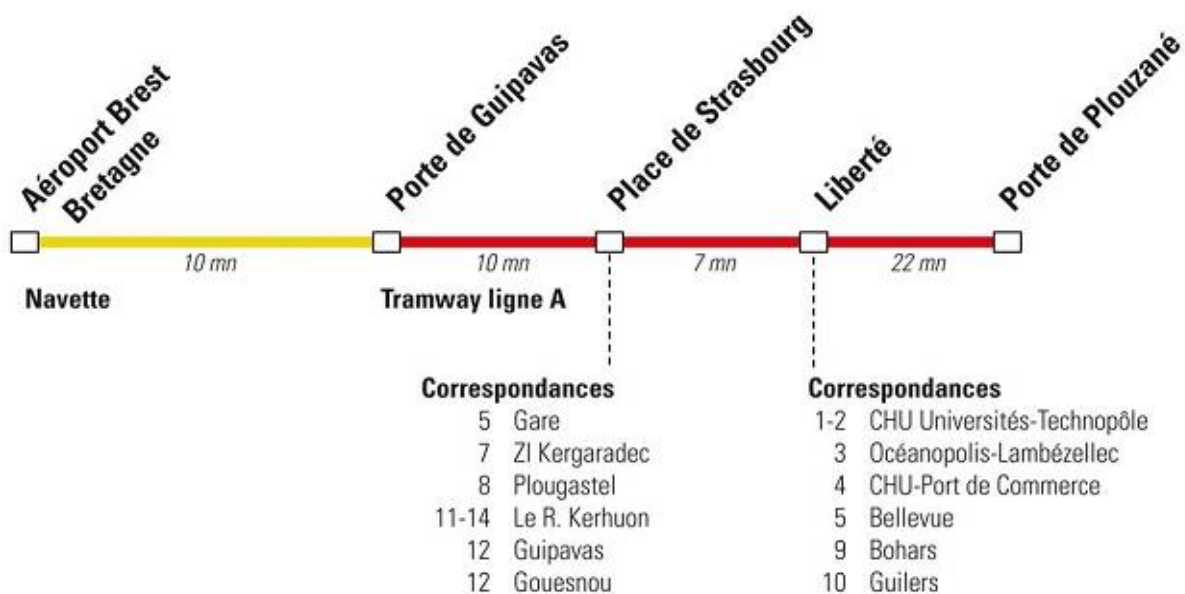 Aéroport Brest
Bretagne
Porte de Guipavas
Place de Strasbourg
Liberté
Porte de Plouzané
10 mn
10 mn
7 mn
22 mn
Navette
Tramway ligne A
Correspondances
5 Gare
7 ZI Kergaradec
8 Plougastel
11-14 Le R. Kerhuon
12 Guipavas
12 Gouesnou
Correspondances
1-2 CHU Universités-Technopôle
3 Océanopolis-Lambézellec
4 CHU-Port de Commerce
5 Bellevue
9 Bohars
10 Guilers